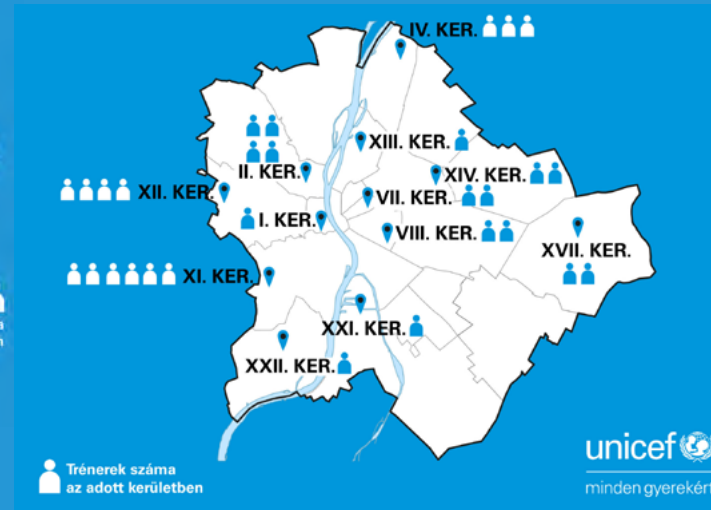 IV. KER.
XIII. KER.
II. KER.
XIV. KER.
XII. KER.
VII. KER.
I. KER.
VIII. KER.
XVII. KER.
XI. KER.
XXI. KER.
XXII. KER.
Trénerek száma
az adott kerületben
unicef
minden gyerekért